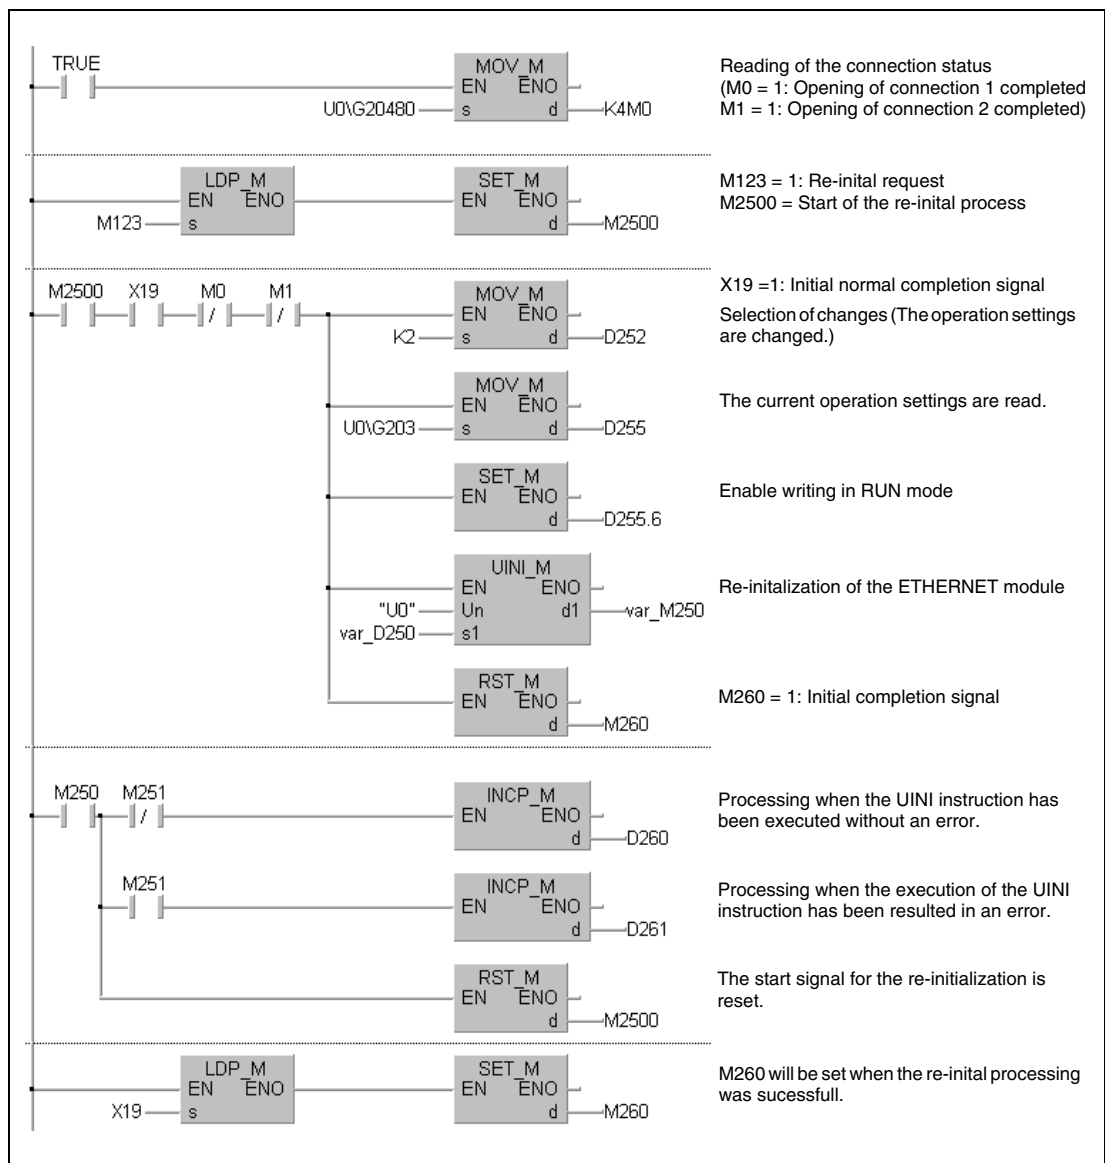 TRUE
MOV_M
EN ENO
U0\G20480 s d K4M0
Reading of the connection status
(M0 = 1: Opening of connection 1 completed
M1 = 1: Opening of connection 2 completed)
LDP_M
EN ENO
M123 s
SET_M
EN ENO
d M2500
M123 = 1: Re-inital request
M2500 = Start of the re-inital process
M2500 X19 M0 M1
MOV_M
EN ENO
K2 s d D252
X19 =1: Initial normal completion signal
Selection of changes (The operation settings
are changed.)
MOV_M
EN ENO
U0\G203 s d D255
The current operation settings are read.
SET_M
EN ENO
d D255.6
Enable writing in RUN mode
UINI_M
EN ENO
"U0" Un d1 var_M250
var_D250 s1
Re-initalization of the ETHERNET module
RST_M
EN ENO
d M260
M260 = 1: Initial completion signal
M250 M251
INCP_M
EN ENO
d D260
Processing when the UINI instruction has
been executed without an error.
M251
INCP_M
EN ENO
d D261
Processing when the execution of the UINI
instruction has been resulted in an error.
RST_M
EN ENO
d M2500
The start signal for the re-initialization is
reset.
LDP_M
EN ENO
X19 s
SET_M
EN ENO
d M260
M260 will be set when the re-inital processing
was sucessfull.